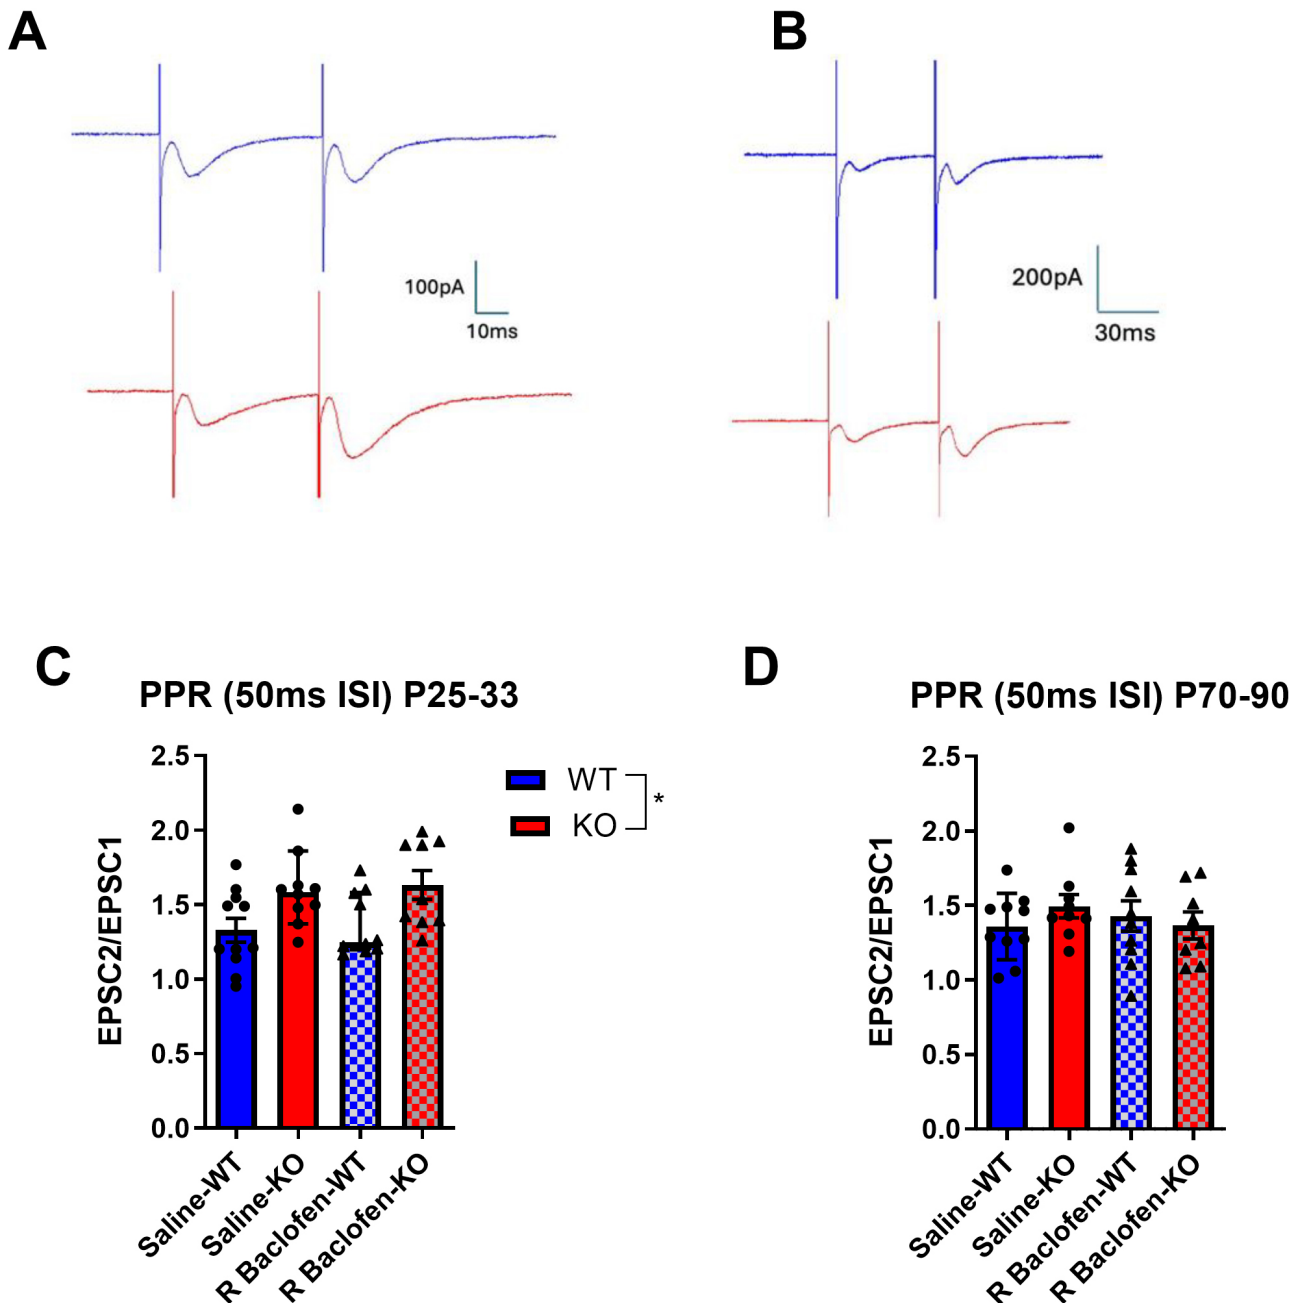 A
B
100pA
10ms
200pA
30ms
C
PPR (50ms ISI) P25-33
EPSC2/EPSC1
2.5
2.0
1.5
1.0
0.5
0.0
Saline-WT
Saline-KO
R Baclofen-WT
R Baclofen-KO
WT
KO
*
D
PPR (50ms ISI) P70-90
EPSC2/EPSC1
2.5
2.0
1.5
1.0
0.5
0.0
Saline-WT
Saline-KO
R Baclofen-WT
R Baclofen-KO